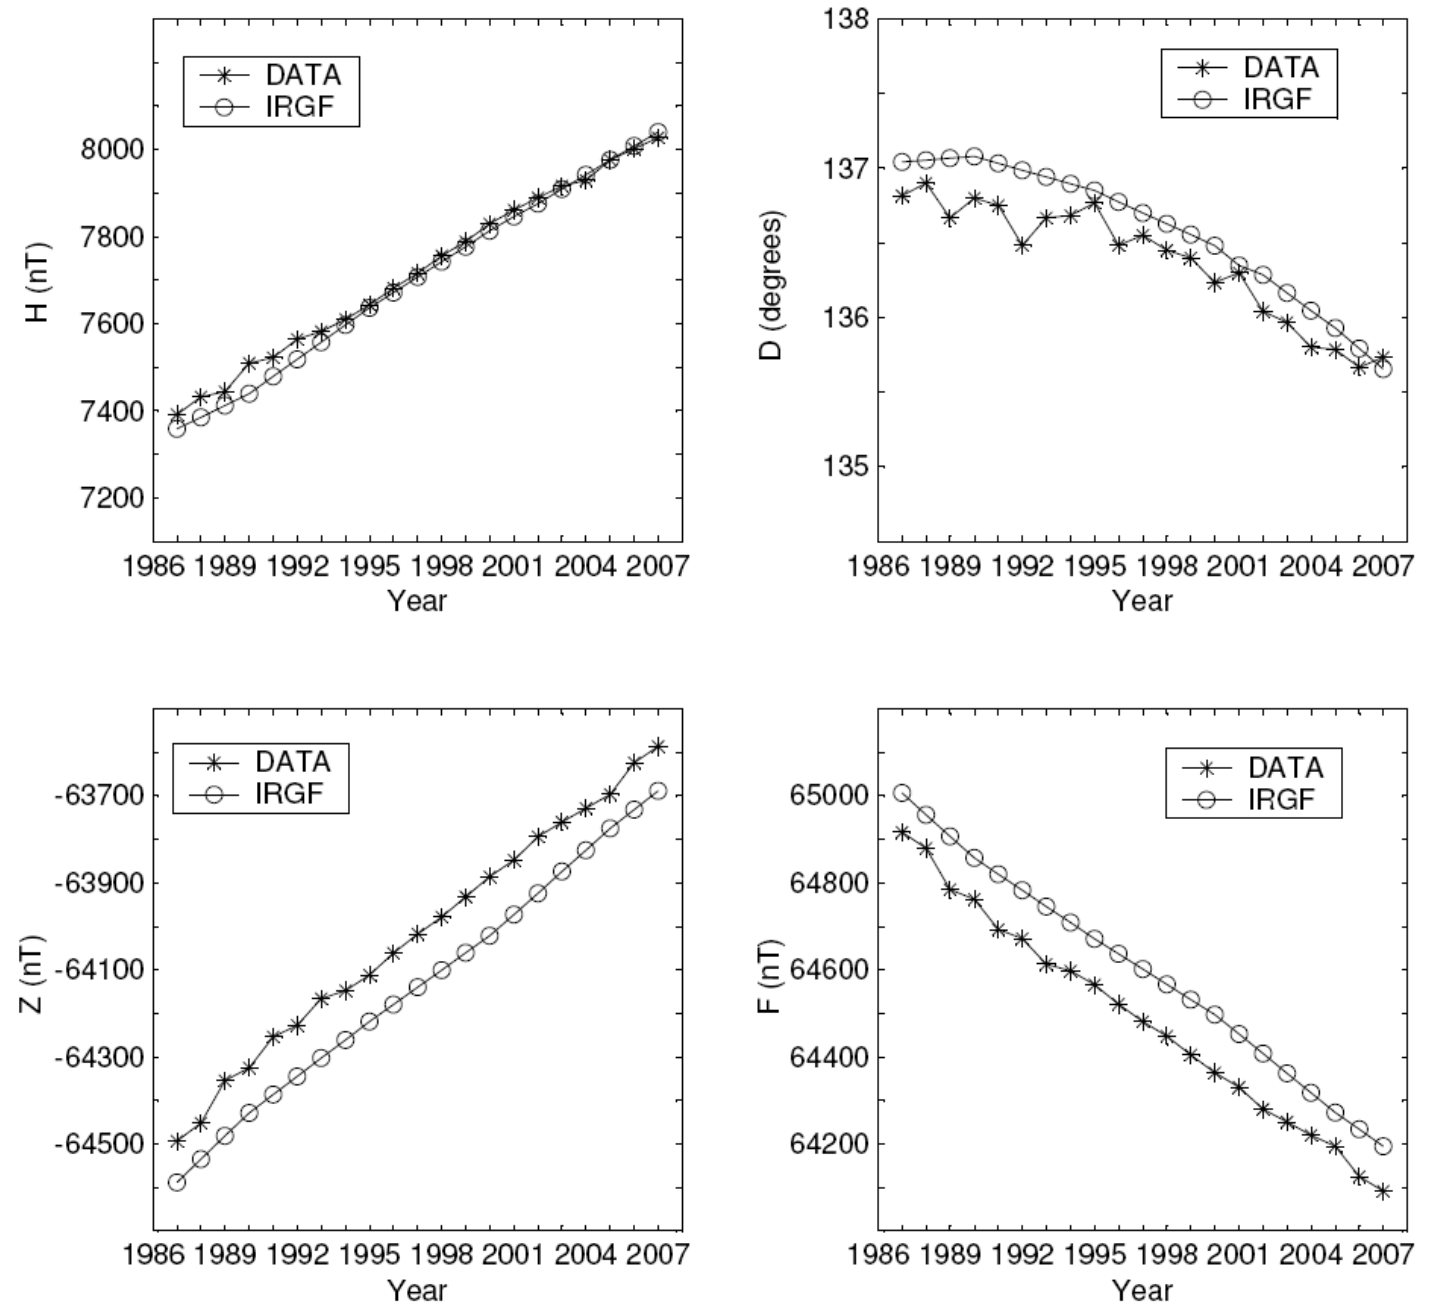 DATA
IRGF
8000
7800
7600
7400
7200
H (nT)
1986 1989 1992 1995 1998 2001 2004 2007
Year
DATA
IRGF
138
137
136
135
D (degrees)
1986 1989 1992 1995 1998 2001 2004 2007
Year
DATA
IRGF
-63700
-63900
-64100
-64300
-64500
Z (nT)
1986 1989 1992 1995 1998 2001 2004 2007
Year
DATA
IRGF
65000
64800
64600
64400
64200
F (nT)
1986 1989 1992 1995 1998 2001 2004 2007
Year